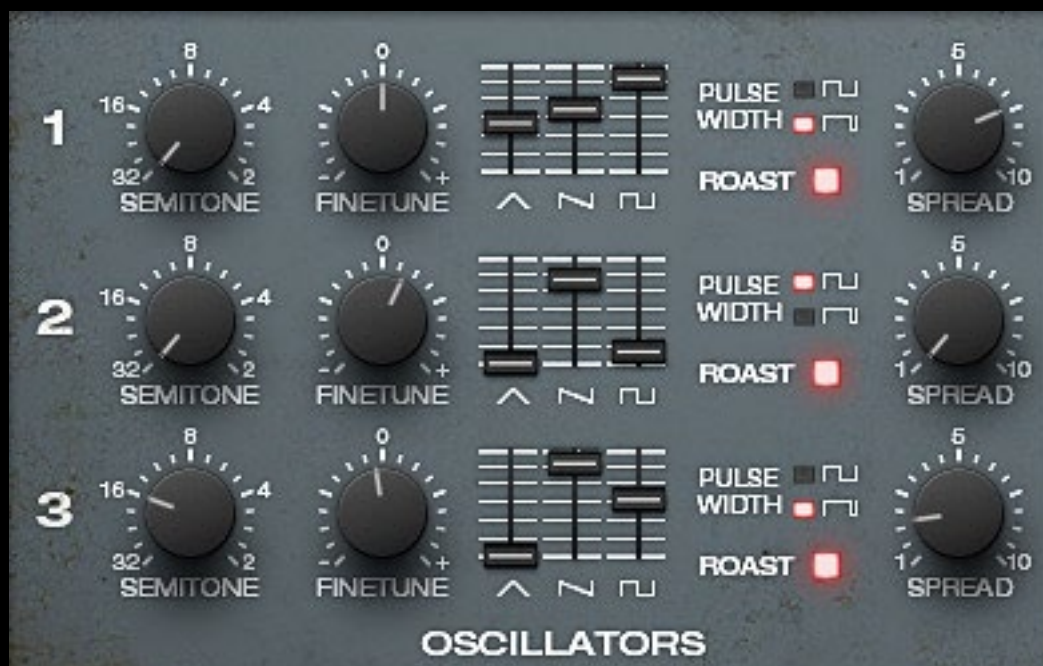 8 0 5
16 4 PULSE
1 WIDTH
ROAST
32 2 - + 1 10
SEMITONE FINETUNE SPREAD
8 0 5
16 4 PULSE
2 WIDTH
ROAST
32 2 - + 1 10
SEMITONE FINETUNE SPREAD
8 0 5
16 4 PULSE
3 WIDTH
ROAST
32 2 - + 1 10
SEMITONE FINETUNE SPREAD
OSCILLATORS